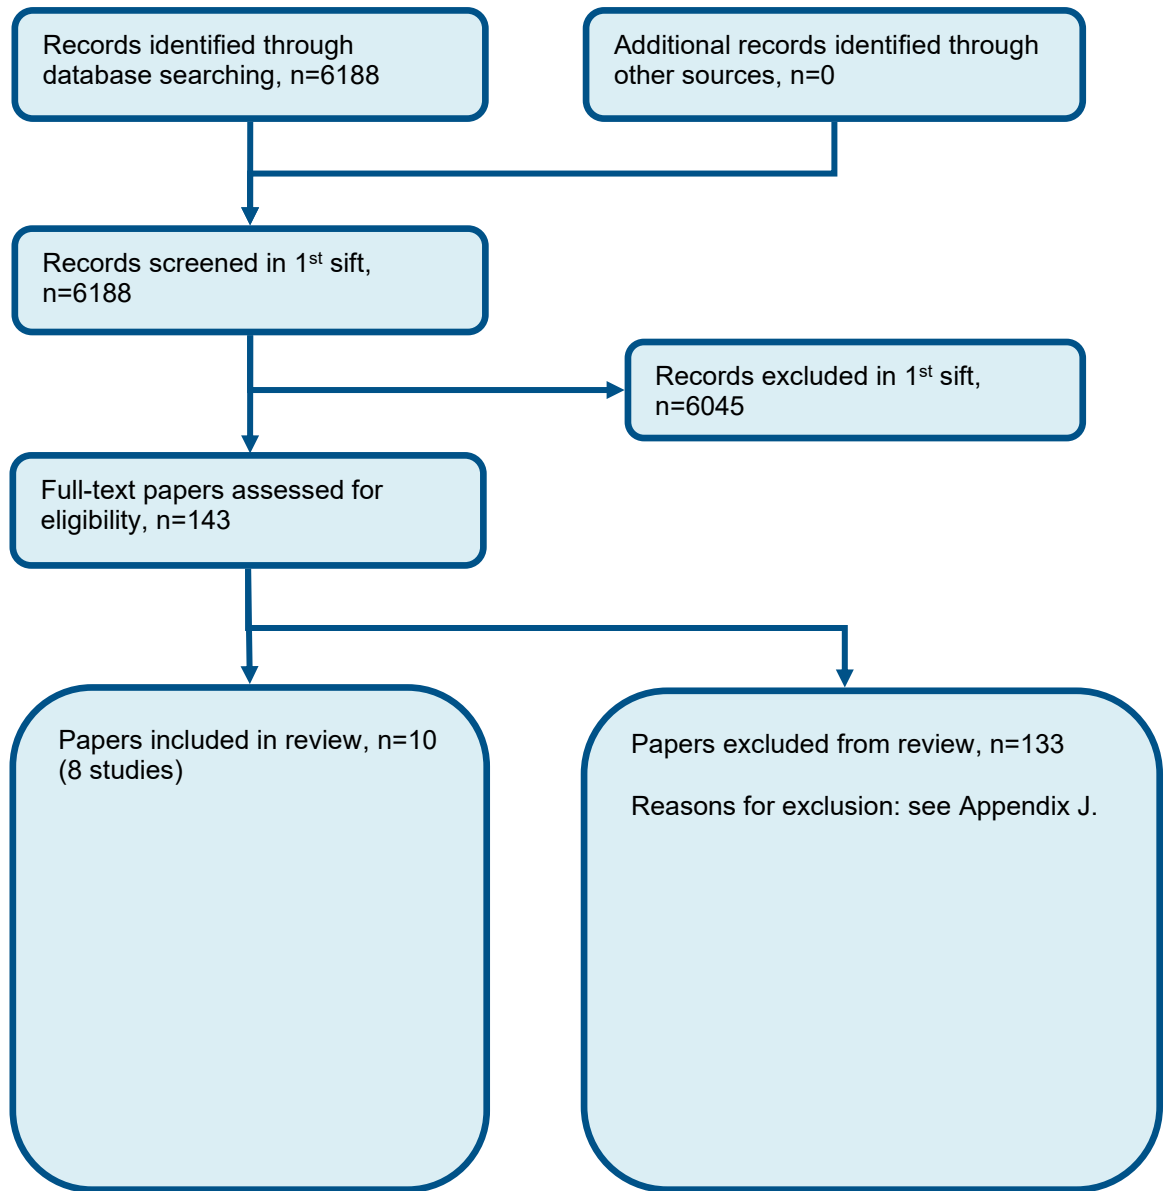 Records identified through
database searching, n=6188
Additional records identified through
other sources, n=0
Records screened in 1st sift,
n=6188
Records excluded in 1st sift,
n=6045
Full-text papers assessed for
eligibility, n=143
Papers included in review, n=10
(8 studies)
Papers excluded from review, n=133
Reasons for exclusion: see Appendix J.